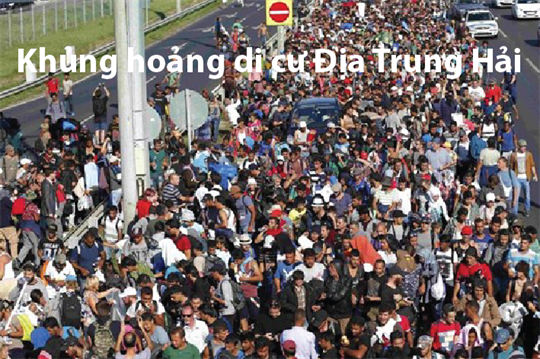 Khủng hoảng di cư Địa Trung Hải